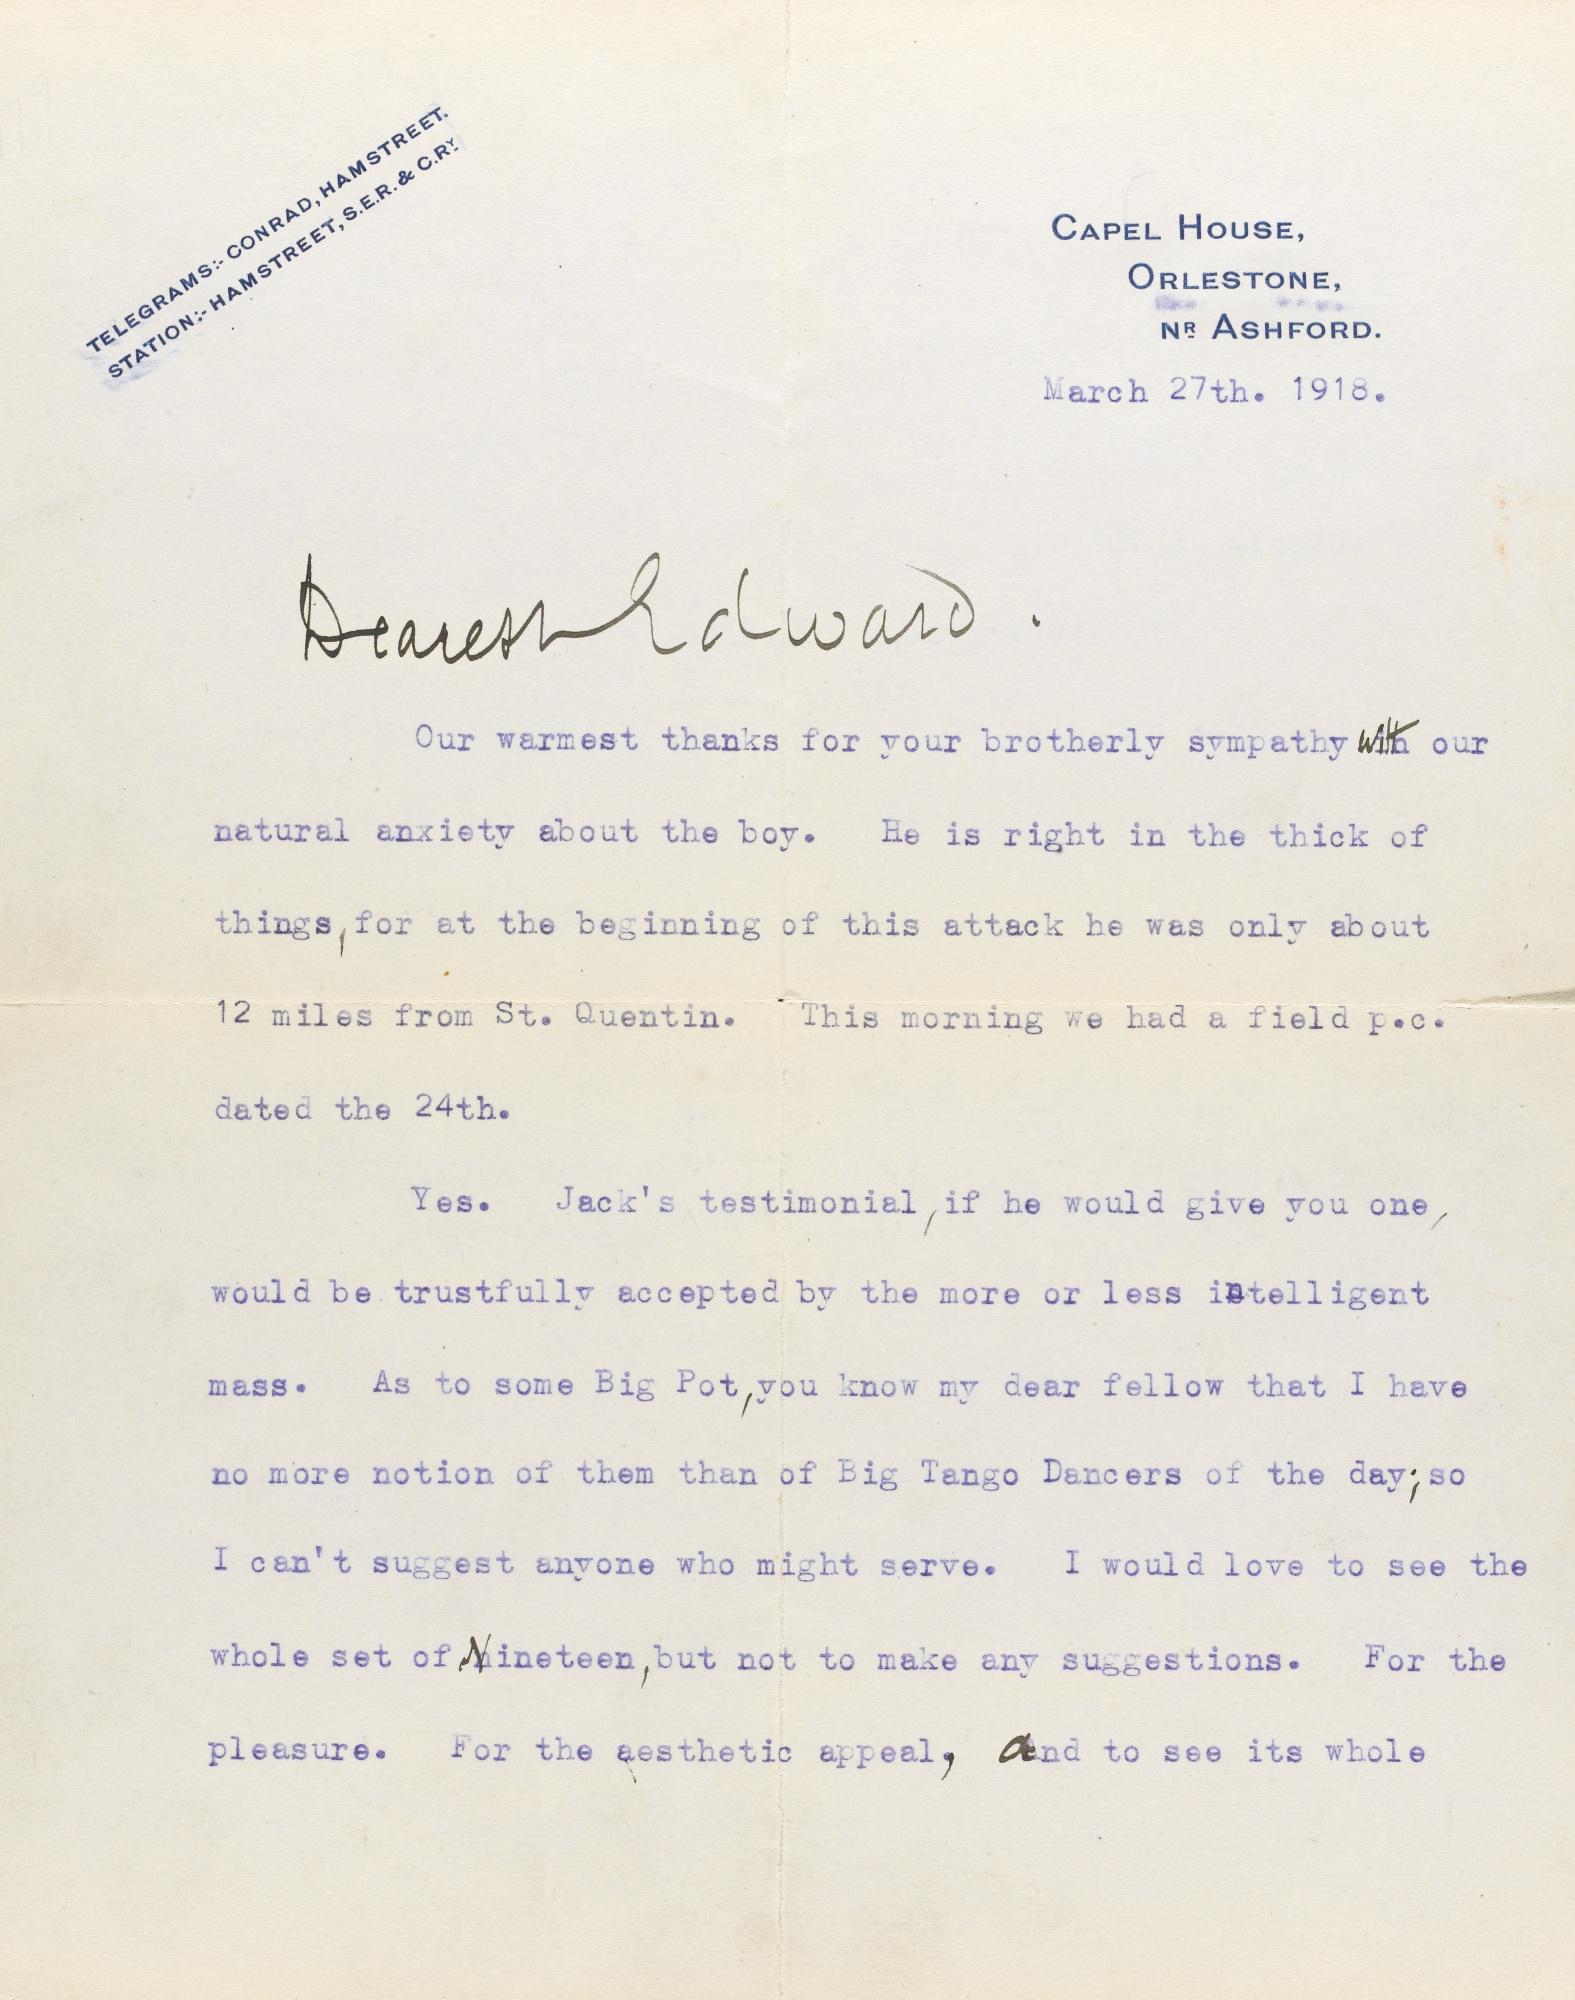 TELEGRAMS:- CONRAD, HAMSTREET.
STATION:- HAMSTREET, S.E.R. & C.RY.
CAPEL HOUSE,
ORLESTONE,
NR ASHFORD.
March 27th. 1918.
Dearest Edward.
Our warmest thanks for your brotherly sympathy with our
natural anxiety about the boy. He is right in the thick of
things, for at the beginning of this attack he was only about
12 miles from St. Quentin. This morning we had a field p.c.
dated the 24th.
Yes. Jack's testimonial, if he would give you one,
would be trustfully accepted by the more or less intelligent
mass. As to some Big Pot, you know my dear fellow that I have
no more notion of them than of Big Tango Dancers of the day; so
I can't suggest anyone who might serve. I would love to see the
whole set of Nineteen, but not to make any suggestions. For the
pleasure. For the aesthetic appeal, and to see its whole